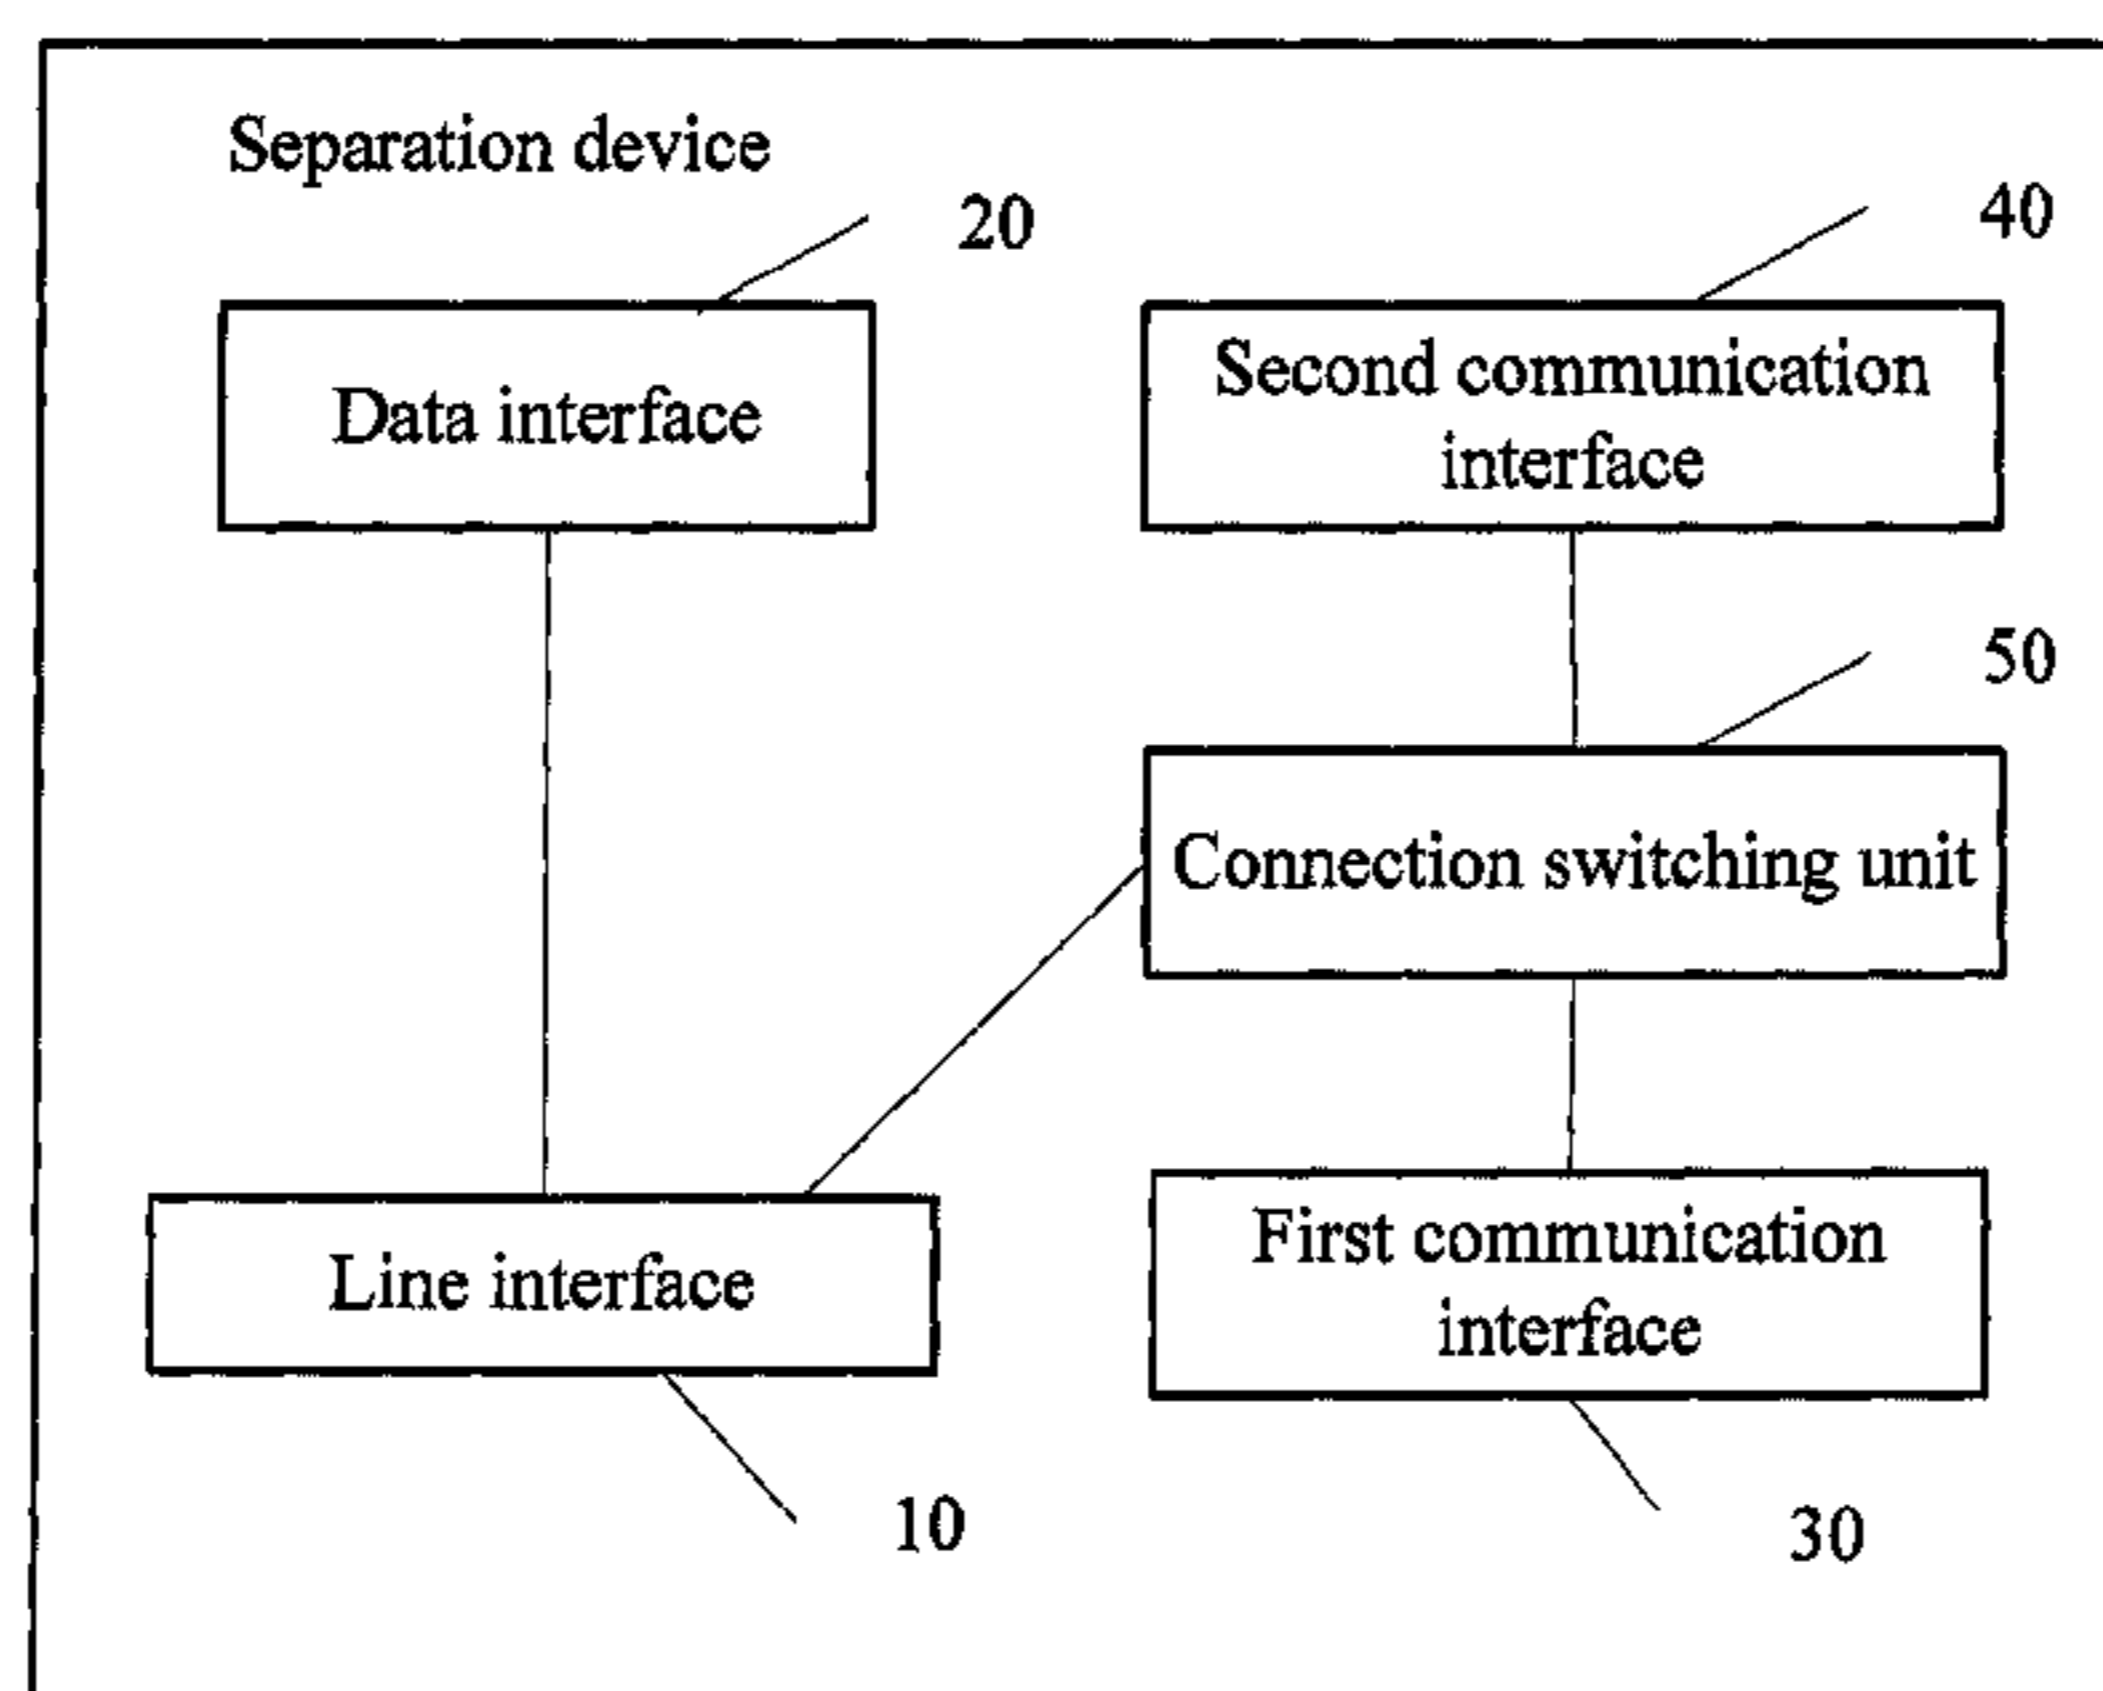 Separation device
20
40
Data interface
Second communication
interface
50
Connection switching unit
Line interface
First communication
interface
10
30